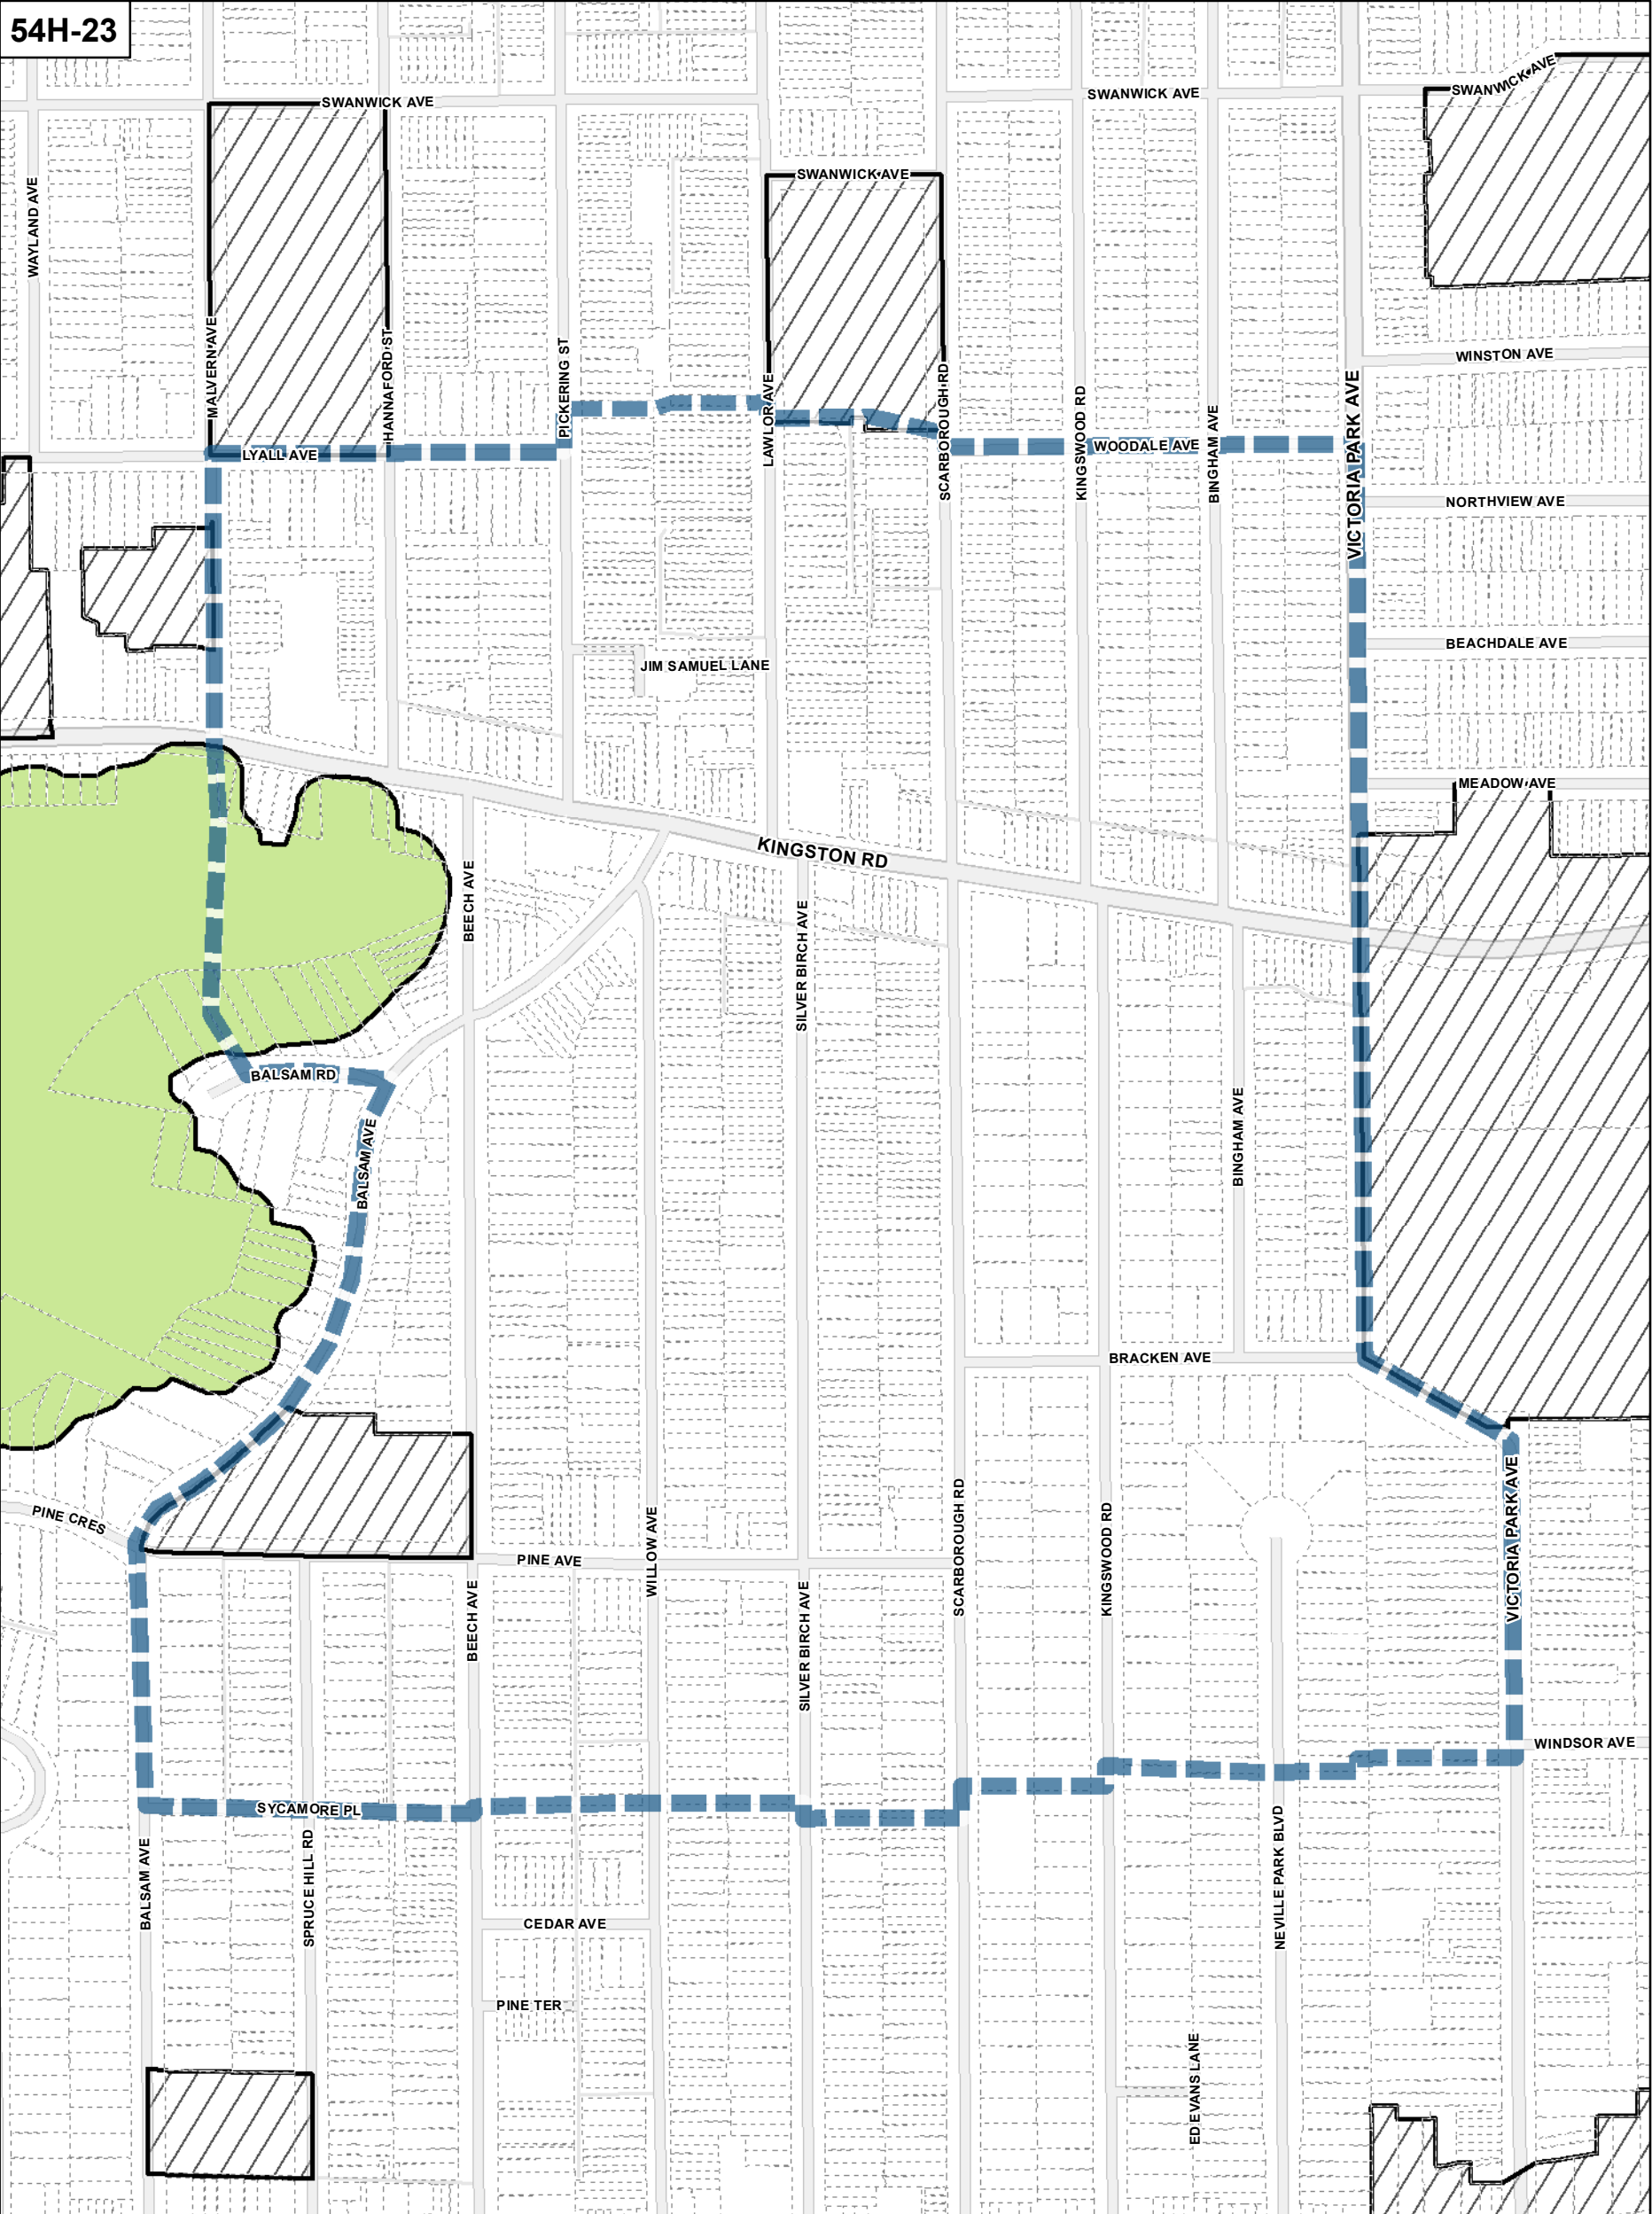 54H-23
SWANWICK AVE
SWANWICK AVE
SWANWICK AVE
SWANWICK AVE
WAYLAND AVE
MALVERN AVE
HANNAFORD ST
PICKERING ST
LAWLOR AVE
SCARBOROUGH RD
KINGSWOOD RD
BINGHAM AVE
VICTORIA PARK AVE
WINSTON AVE
LYALL AVE
WOODALE AVE
NORTHVIEW AVE
BEACHDALE AVE
JIM SAMUEL LANE
MEADOW AVE
KINGSTON RD
BEECH AVE
SILVER BIRCH AVE
BALSAM RD
BALSAM AVE
BINGHAM AVE
BRACKEN AVE
PINE CRES
PINE AVE
WILLOW AVE
SCARBOROUGH RD
KINGSWOOD RD
VICTORIA PARK AVE
BEECH AVE
SILVER BIRCH AVE
WINDSOR AVE
SYCAMORE PL
BALSAM AVE
SPRUCE HILL RD
NEVILLE PARK BLVD
CEDAR AVE
PINE TER
ED EVANS LANE